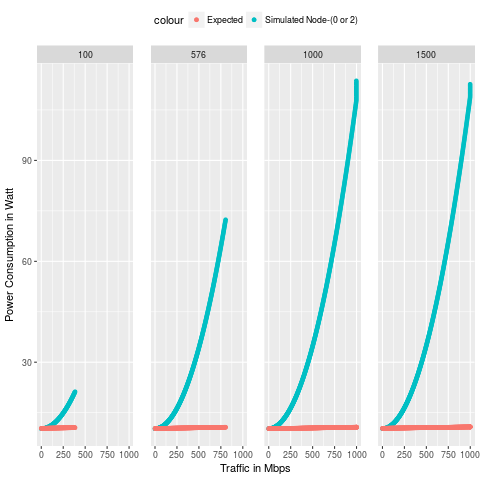 colour Expected Simulated Node-(0 or 2)
100 576 1000 1500
Power Consumption in Watt
90
60
30
0 250 500 750 1000 0 250 500 750 1000 0 250 500 750 1000 0 250 500 750 1000
Traffic in Mbps